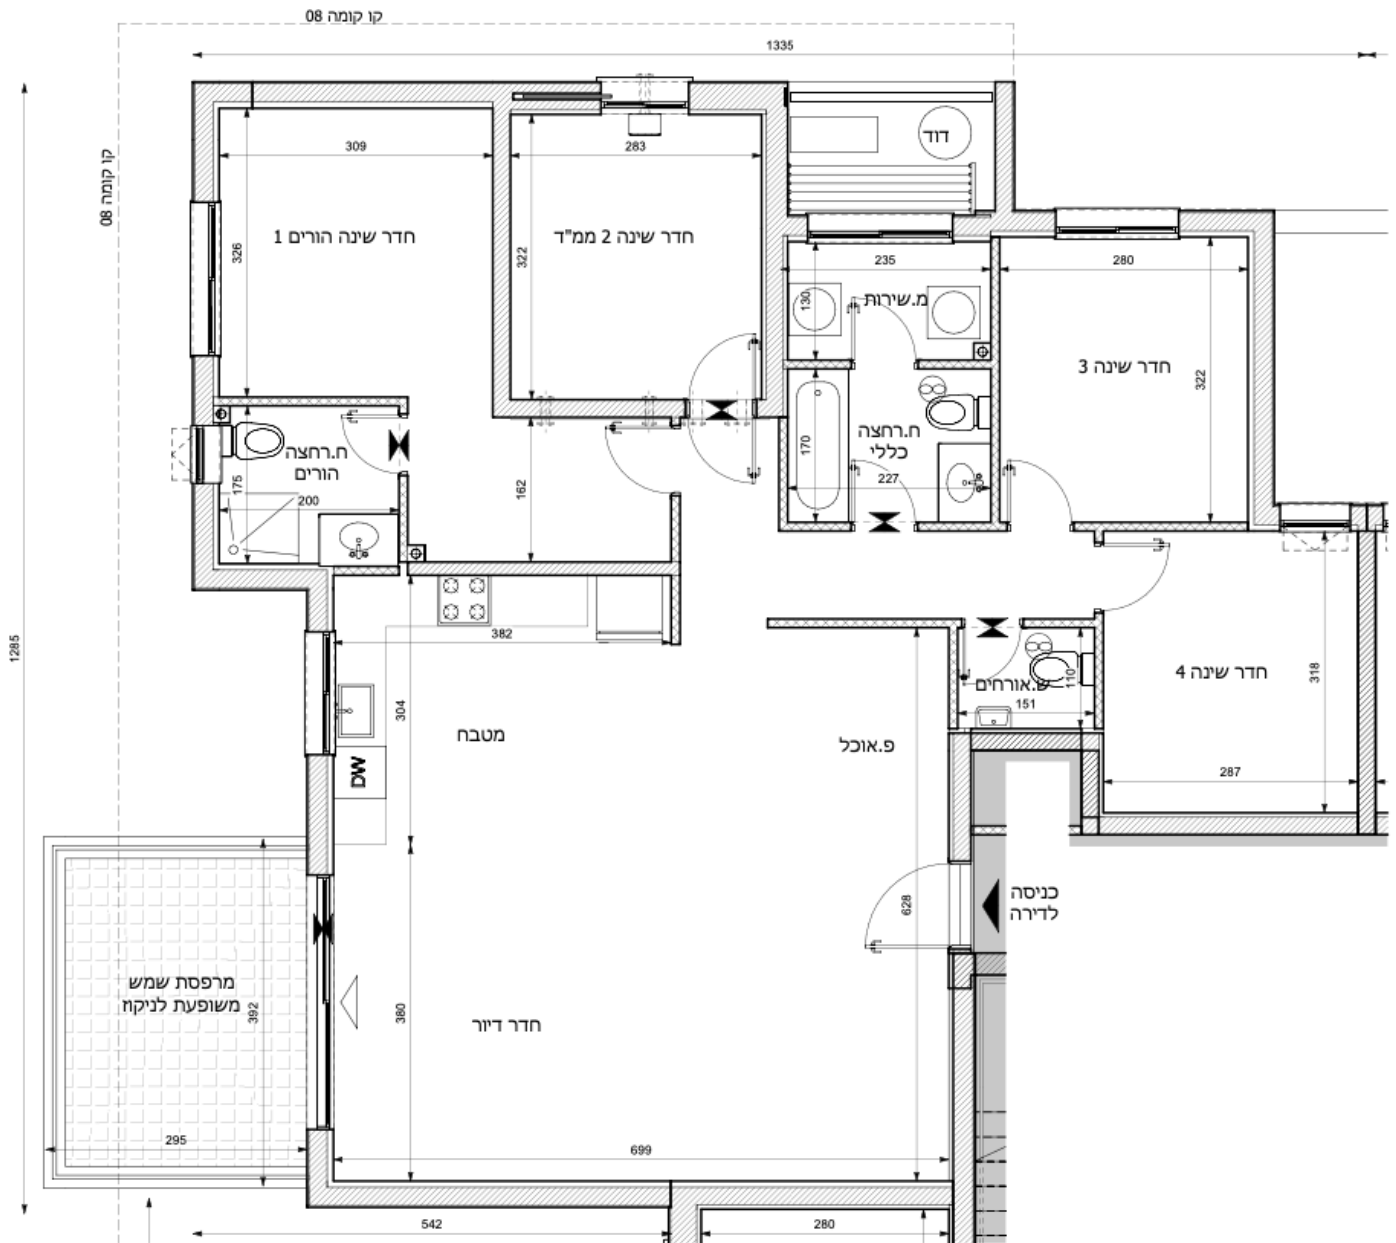 קו קומה 08
1335
קו קומה 08
דוד
309
283
חדר שינה הורים 1
326
חדר שינה 2 ממ"ד
322
235
130
מ.שירות
280
חדר שינה 3
322
ח.רחצה
הורים
175
200
162
ח.רחצה
כללי
170
227
1285
382
304
מטבח
DW
פ.אוכל
110
ש.אורחים
151
חדר שינה 4
318
287
כניסה
לדירה
628
מרפסת שמש
משופעת לניקוז
392
380
חדר דיור
295
699
542
280